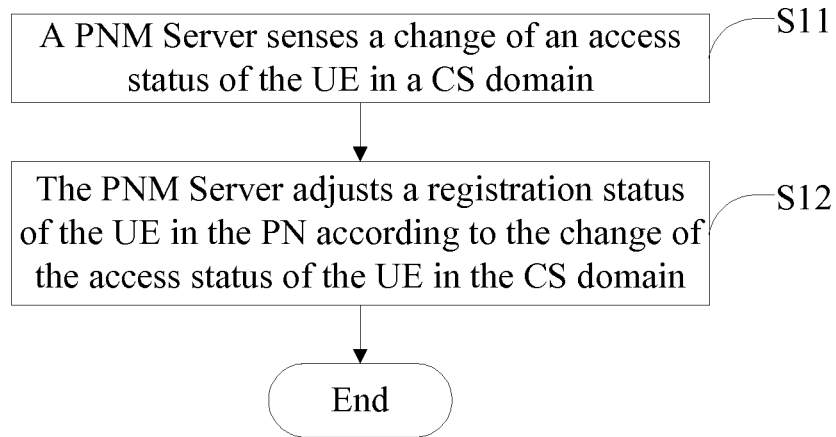 A PNM Server senses a change of an access
status of the UE in a CS domain
S11
The PNM Server adjusts a registration status
of the UE in the PN according to the change of
the access status of the UE in the CS domain
S12
End